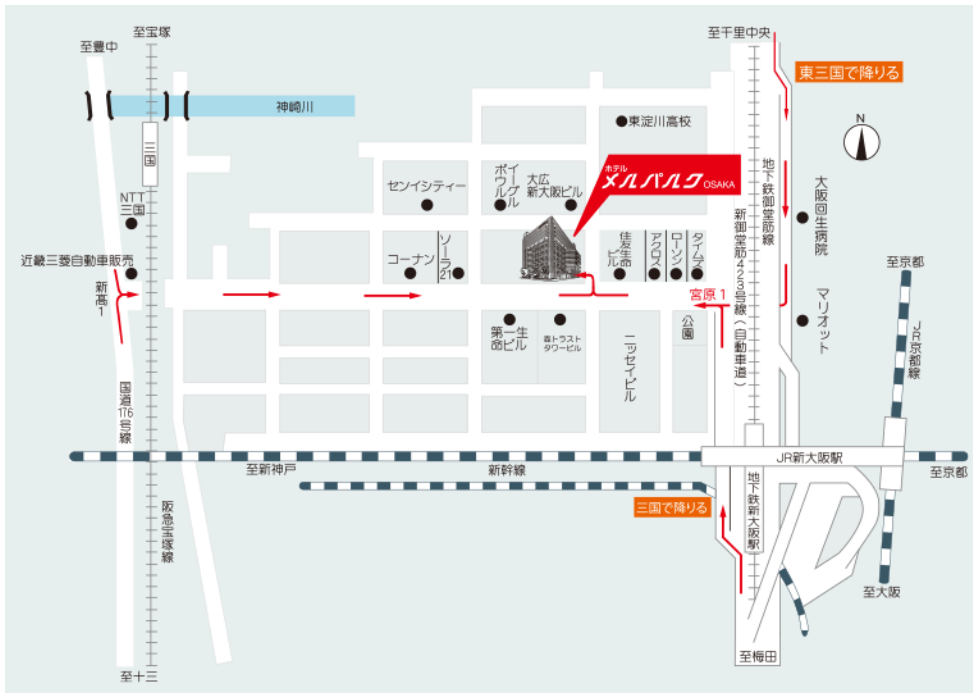 至宝塚
至豊中
至千里中央
東三国で降りる
神崎川
東淀川高校
N
三国
ホテル
メルパルク OSAKA
地下鉄御堂筋線
大阪回生病院
センイシティー
ボーグル
イウル
大広
新大阪ビル
NTT
三国
新御堂筋423号線(自動車道)
近畿三菱自動車販売
コーナン
ソーラ21
住友生命
ビル
アクロス
ローソン
タイムズ
至京都
新高1
宮原1
マリオット
JR京都線
第一生
命ビル
森トラスト
タワービル
ニッセイビル
公園
国道176号線
至新神戸
新幹線
JR新大阪駅
至京都
地下鉄新大阪駅
三国で降りる
阪急宝塚線
至大阪
至梅田
至十三